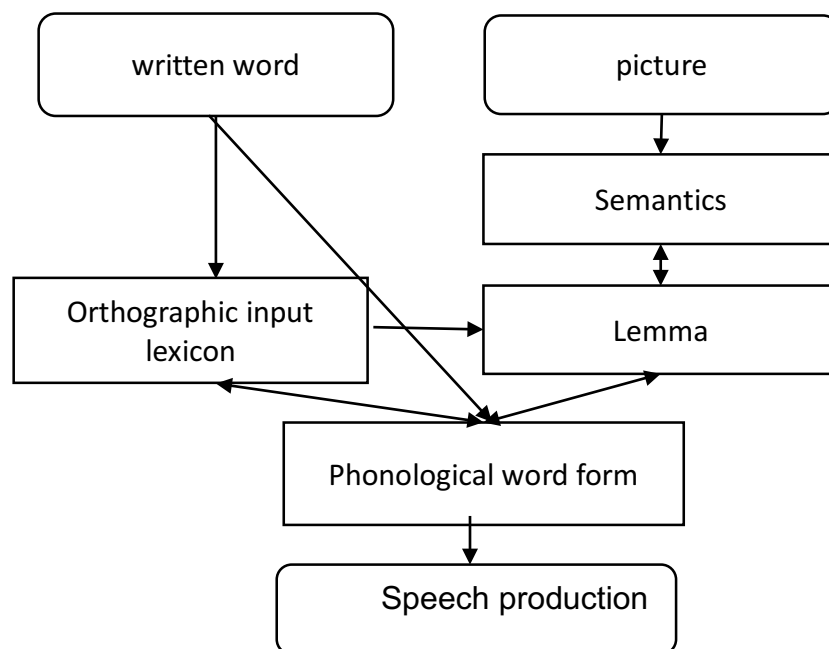 written word
picture
Semantics
Orthographic input
lexicon
Lemma
Phonological word form
Speech production